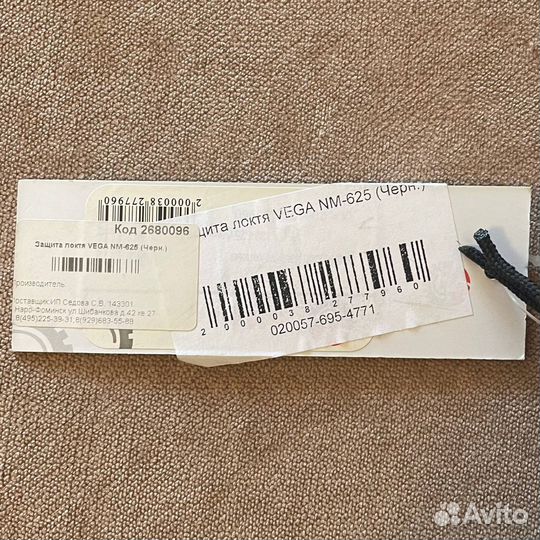 2 000038 277960
Код 2680096
Защита локтя VEGA NM-625 (Черн.)
роизводитель:
оставщик:ИП Седова С.В. 143301
Наро-Фоминск ул Шибанкова д.42 кв 27
8(495)225-39-31,8(929)683-55-88
щита локтя VEGA NM-625 (Черн.)
2 000038 277960
020057-695-4771
Avito